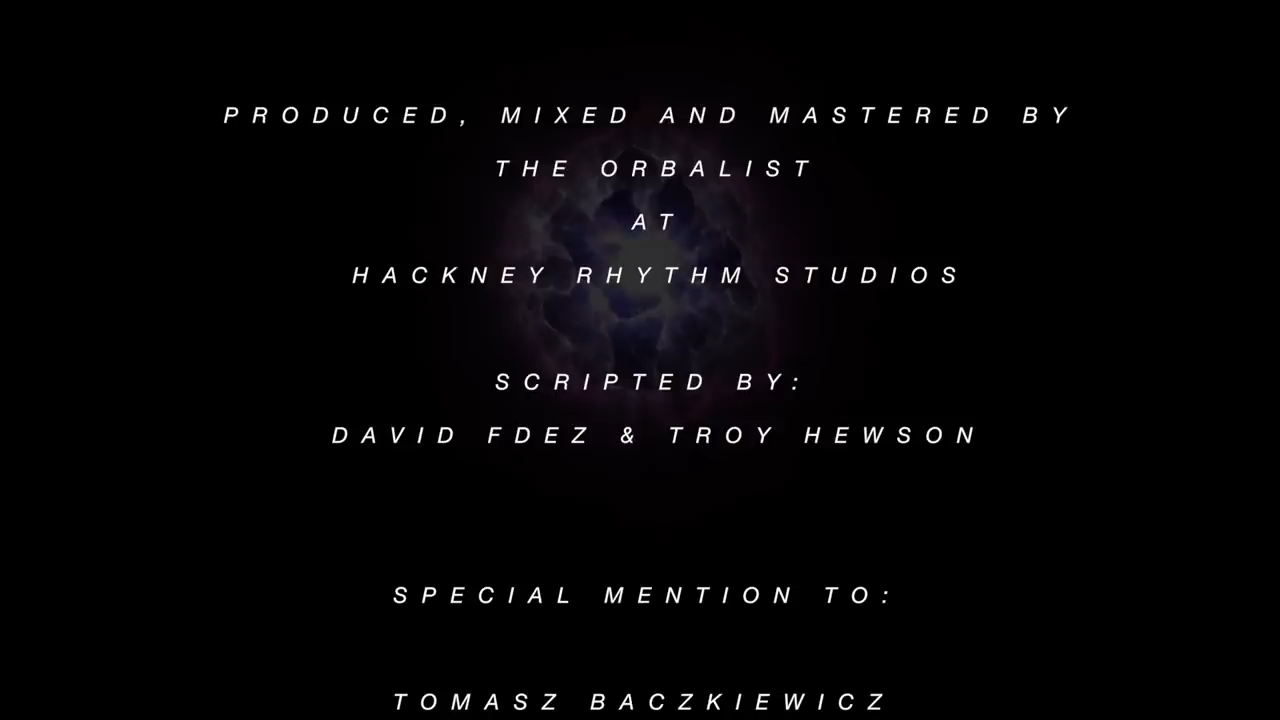 PRODUCED, MIXED AND MASTERED BY
THE ORBALIST
AT
HACKNEY RHYTHM STUDIOS
SCRIPTED BY:
DAVID FDEZ & TROY HEWSON
SPECIAL MENTION TO:
TOMASZ BACZKIEWICZ